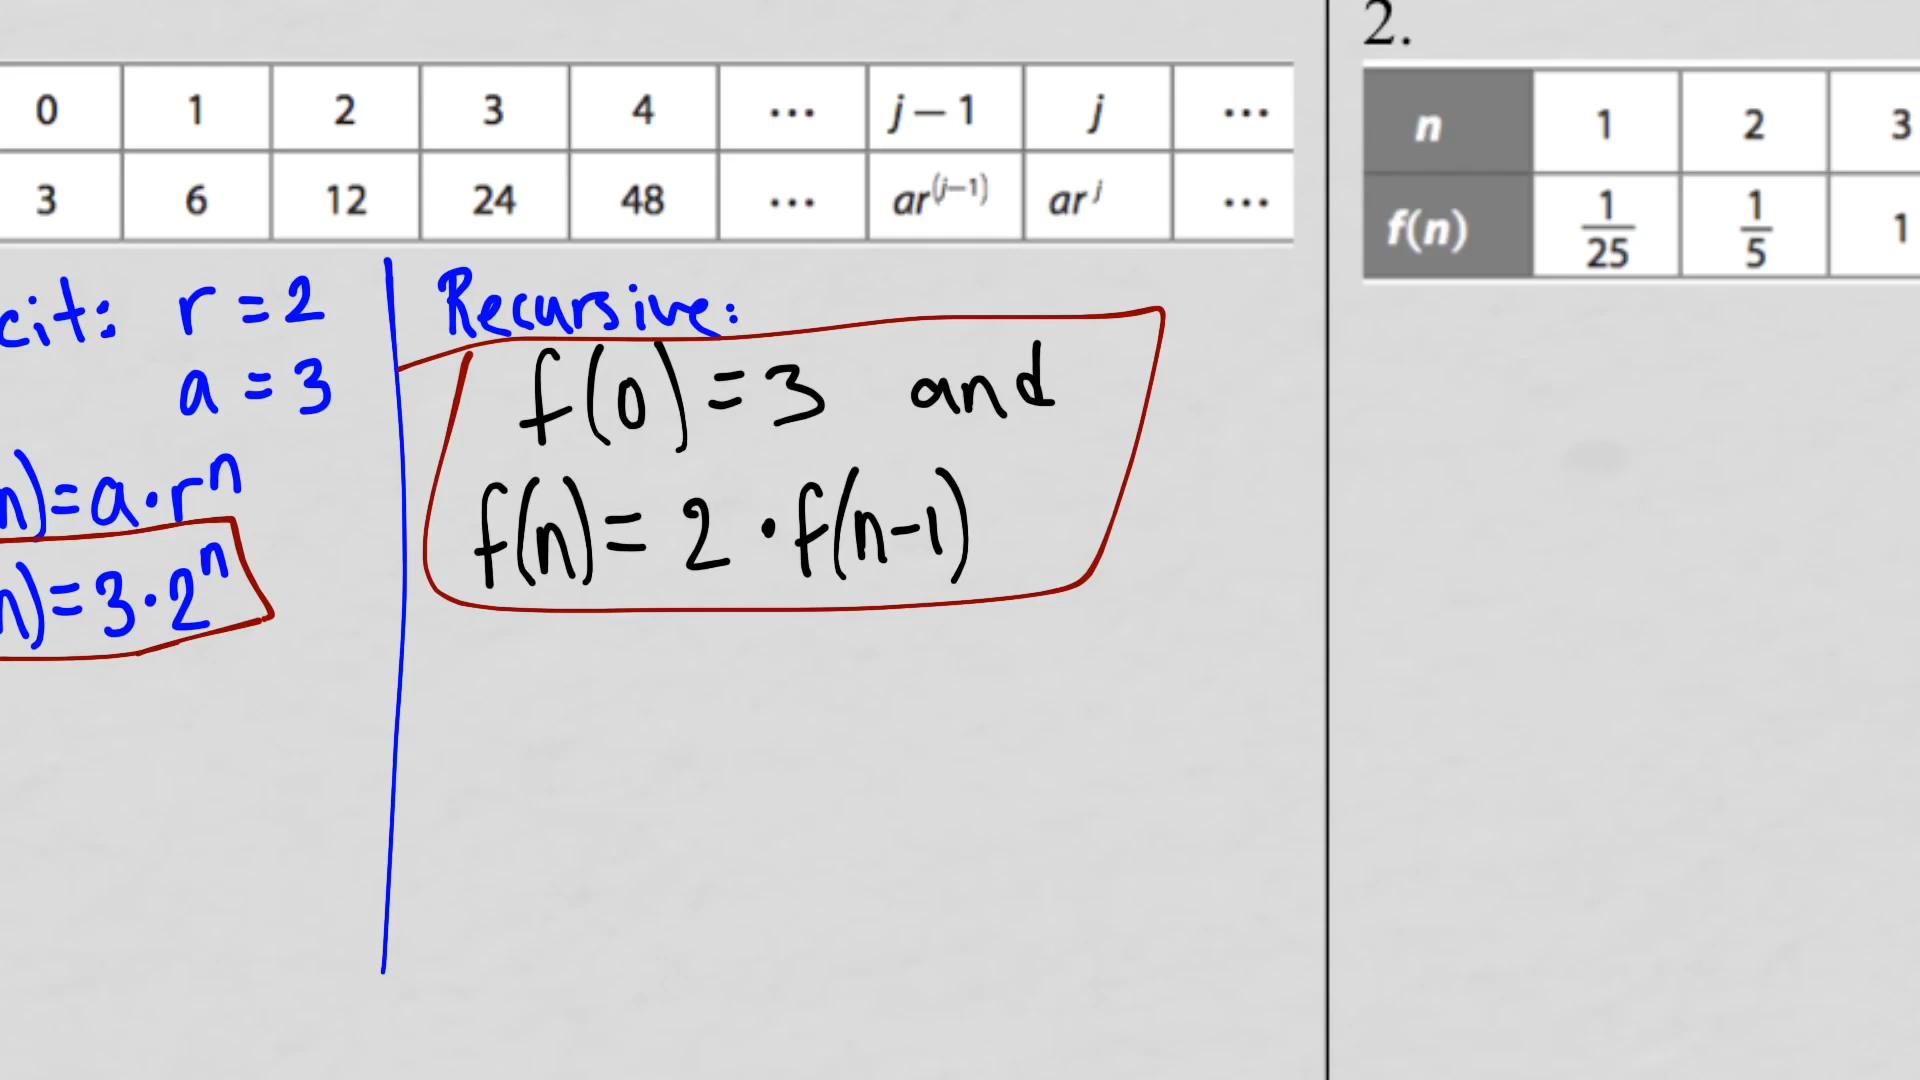 0 1 2 3 4 ... j – 1 j ...
3 6 12 24 48 ... ar^(j–1) ar^j ...
cit: r = 2
a = 3
n) = a · r^n
n) = 3 · 2^n
Recursive:
f(0) = 3 and
f(n) = 2 · f(n-1)
2.
n 1 2 3
f(n) 1/25 1/5 1